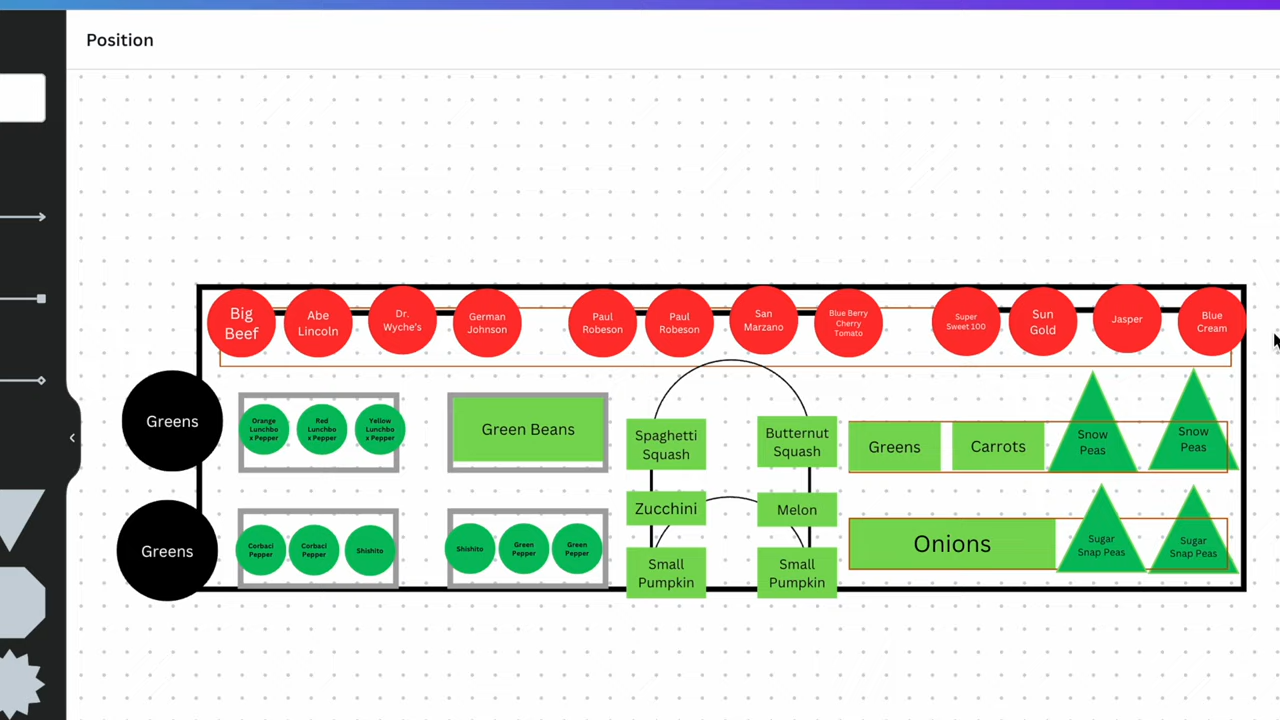 Position
Big
Beef
Abe
Lincoln
Dr.
Wyche's
German
Johnson
Paul
Robeson
Paul
Robeson
San
Marzano
Blue Berry
Cherry
Tomato
Super
Sweet 100
Sun
Gold
Jasper
Blue
Cream
Greens
Orange
Lunchbo
x Pepper
Red
Lunchbo
x Pepper
Yellow
Lunchbo
x Pepper
Green Beans
Spaghetti
Squash
Butternut
Squash
Greens
Carrots
Snow
Peas
Snow
Peas
Zucchini
Melon
Greens
Corbaci
Pepper
Corbaci
Pepper
Shishito
Shishito
Green
Pepper
Green
Pepper
Small
Pumpkin
Small
Pumpkin
Onions
Sugar
Snap Peas
Sugar
Snap Peas